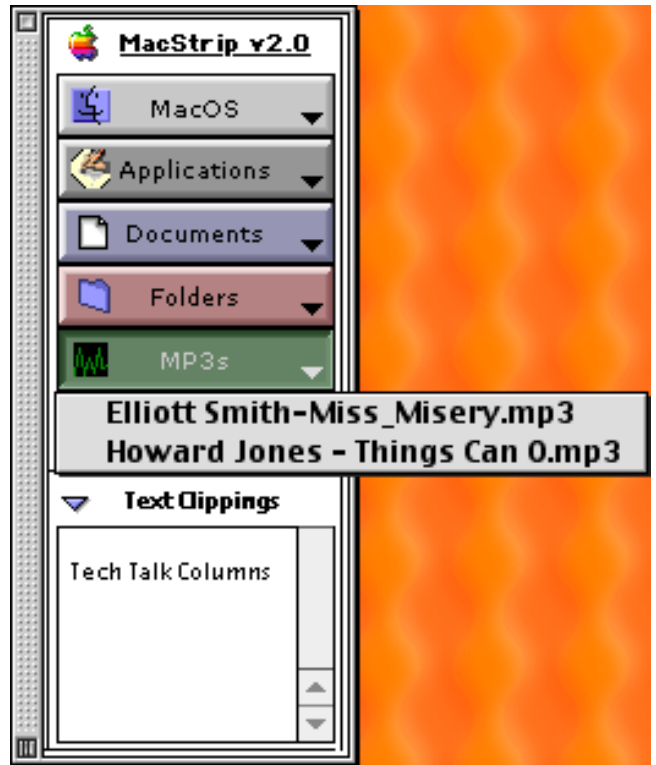 MacStrip v2.0
MacOS
Applications
Documents
Folders
MP3s
Elliott Smith-Miss_Misery.mp3
Howard Jones - Things Can 0.mp3
Text Clippings
Tech Talk Columns